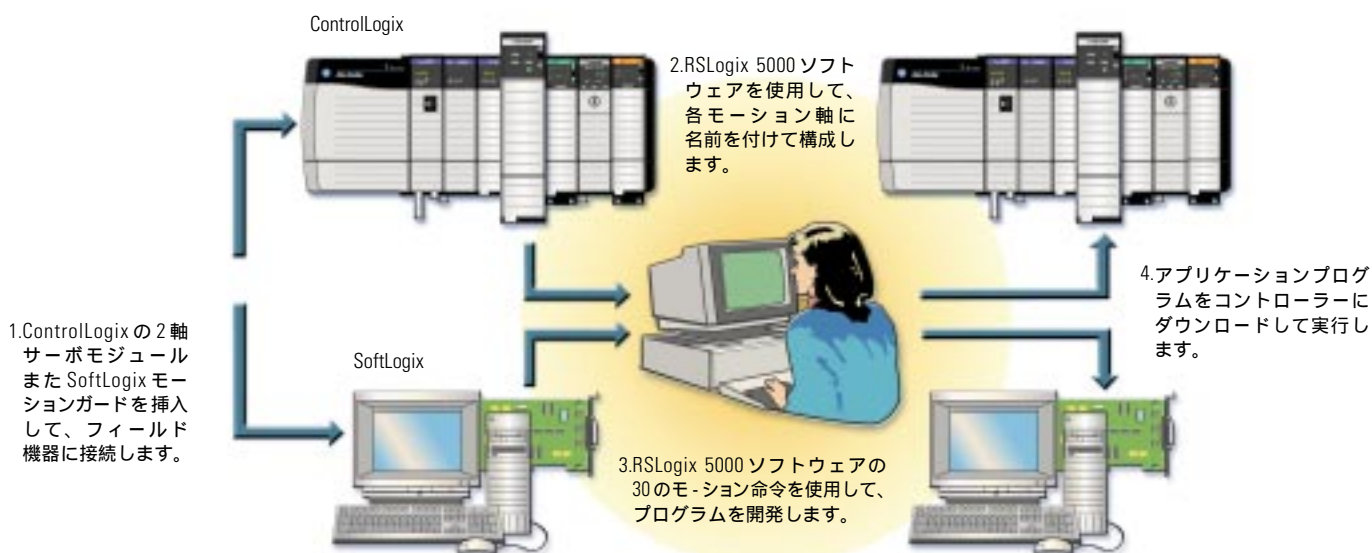 ControlLogix
2.RSLogix 5000 ソフト
ウェアを使用して、
各モーション軸に
名前を付けて構成し
ます。
1.ControlLogix の 2 軸
サーボモジュール
また SoftLogix モー
ションガードを挿入
して、フィールド
機器に接続します。
SoftLogix
3.RSLogix 5000 ソフトウェアの
30のモ - ション命令を使用して、
プログラムを開発します。
4.アプリケーションプログ
ラムをコントローラーに
ダウンロードして実行し
ます。